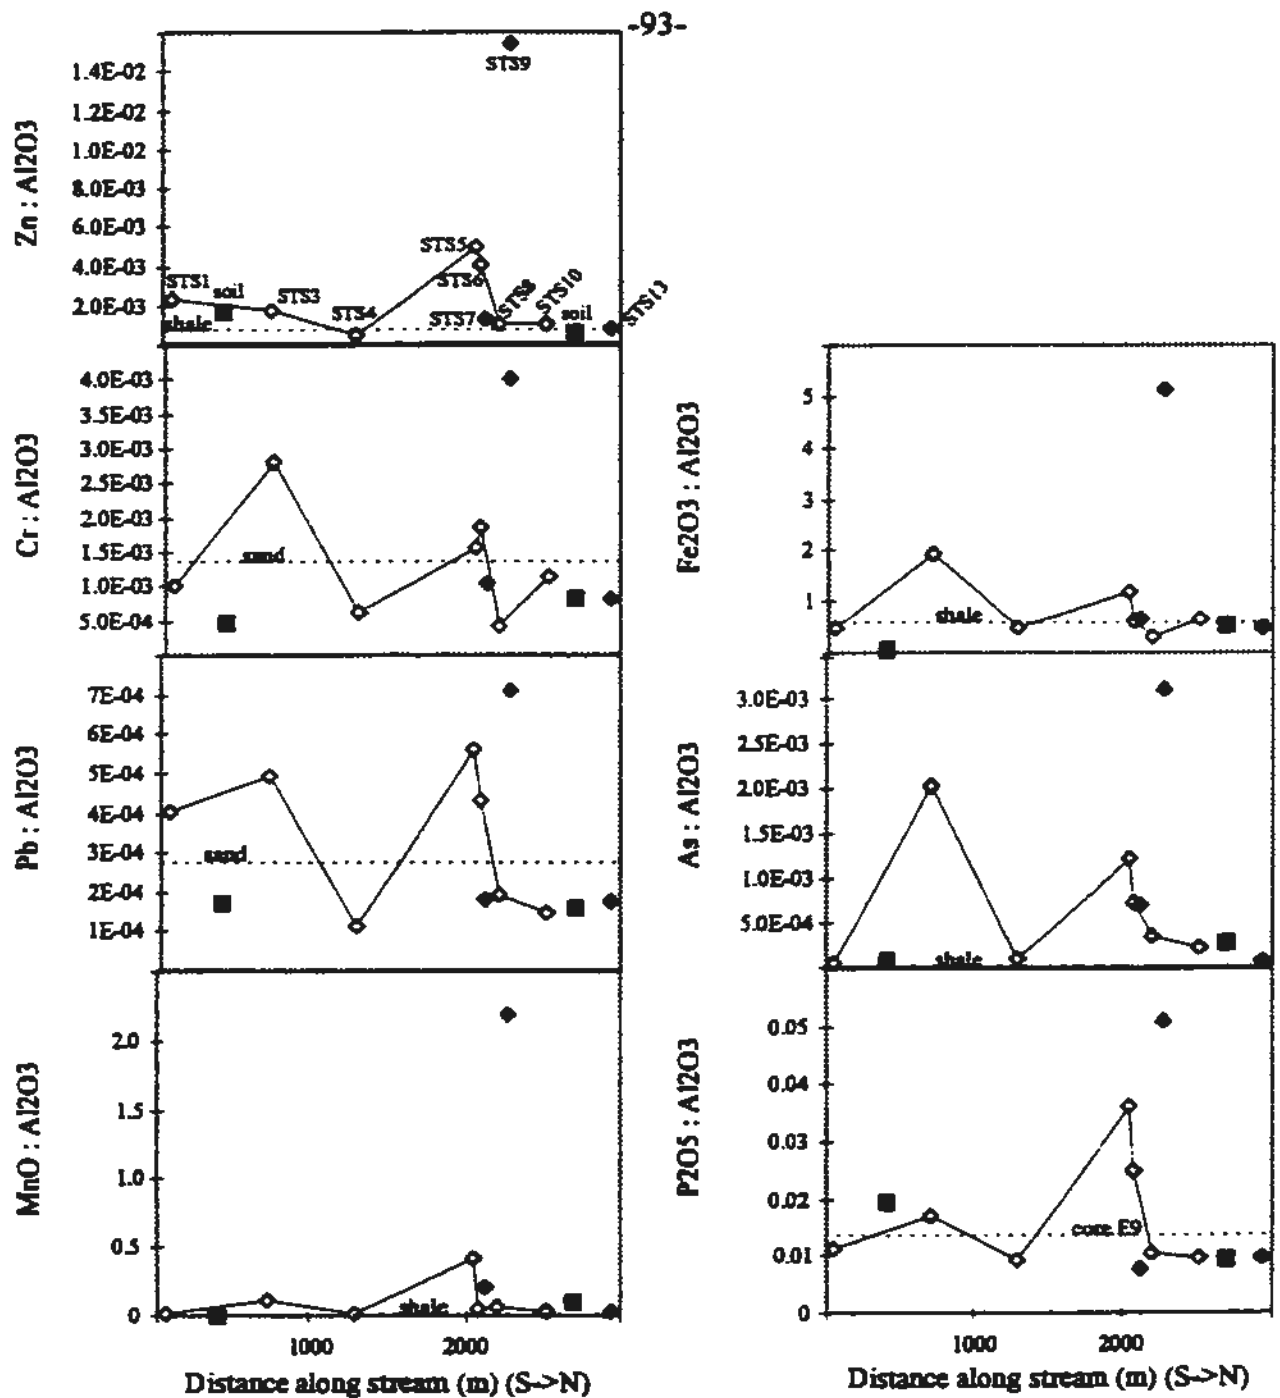 -93-
Zn : Al2O3
1.4E-02
1.2E-02
1.0E-02
8.0E-03
6.0E-03
4.0E-03
2.0E-03
STS9
STS1
soil
STS3
STS4
STS5
STS6
STS7
STS8
STS10
soil
STS13
shale
Cr : Al2O3
4.0E-03
3.5E-03
3.0E-03
2.5E-03
2.0E-03
1.5E-03
1.0E-03
5.0E-04
sand
Fe2O3 : Al2O3
5
4
3
2
1
shale
Pb : Al2O3
7E-04
6E-04
5E-04
4E-04
3E-04
2E-04
1E-04
sand
As : Al2O3
3.0E-03
2.5E-03
2.0E-03
1.5E-03
1.0E-03
5.0E-04
shale
MnO : Al2O3
2.0
1.5
1.0
0.5
0
shale
1000
2000
Distance along stream (m) (S->N)
P2O5 : Al2O3
0.05
0.04
0.03
0.02
0.01
0
core E9
1000
2000
Distance along stream (m) (S->N)